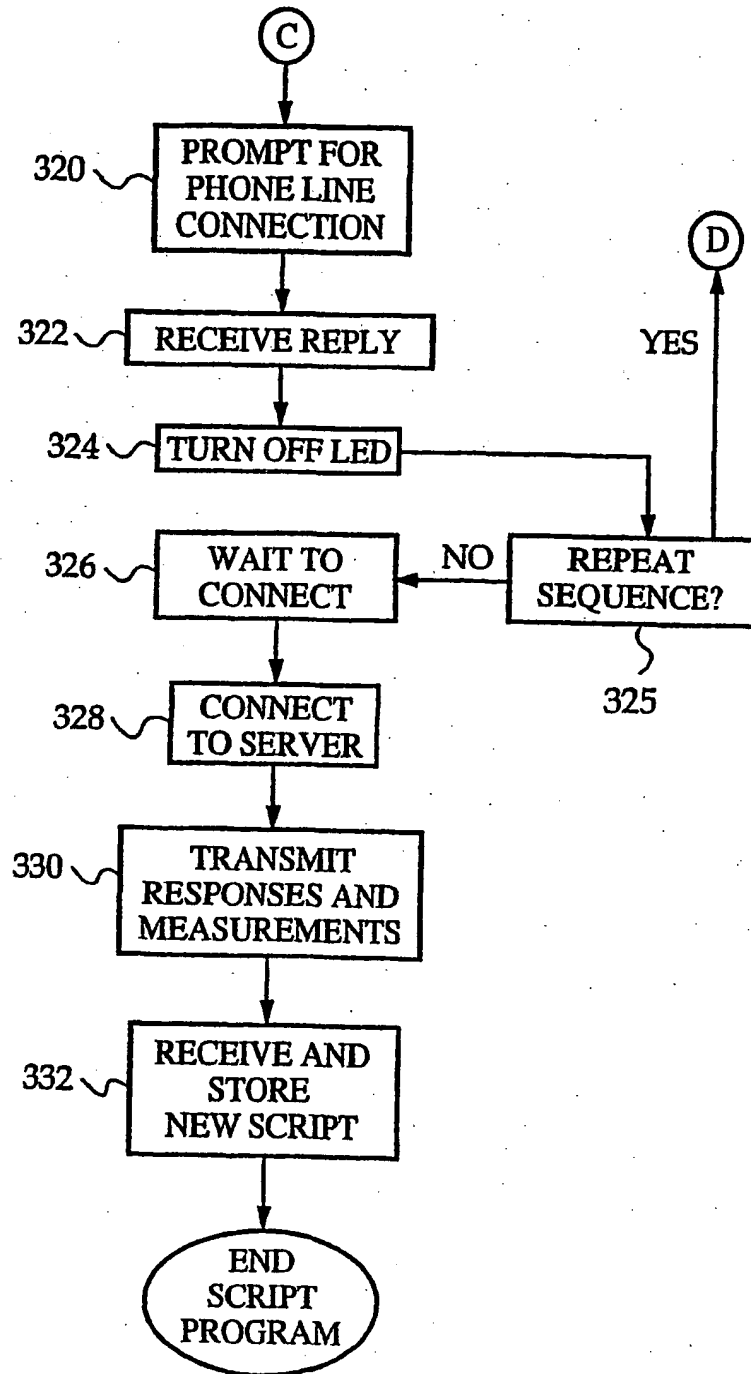 C
320
PROMPT FOR
PHONE LINE
CONNECTION
D
322
RECEIVE REPLY
YES
324
TURN OFF LED
326
WAIT TO
CONNECT
NO
REPEAT
SEQUENCE?
325
328
CONNECT
TO SERVER
330
TRANSMIT
RESPONSES AND
MEASUREMENTS
332
RECEIVE AND
STORE
NEW SCRIPT
END
SCRIPT
PROGRAM